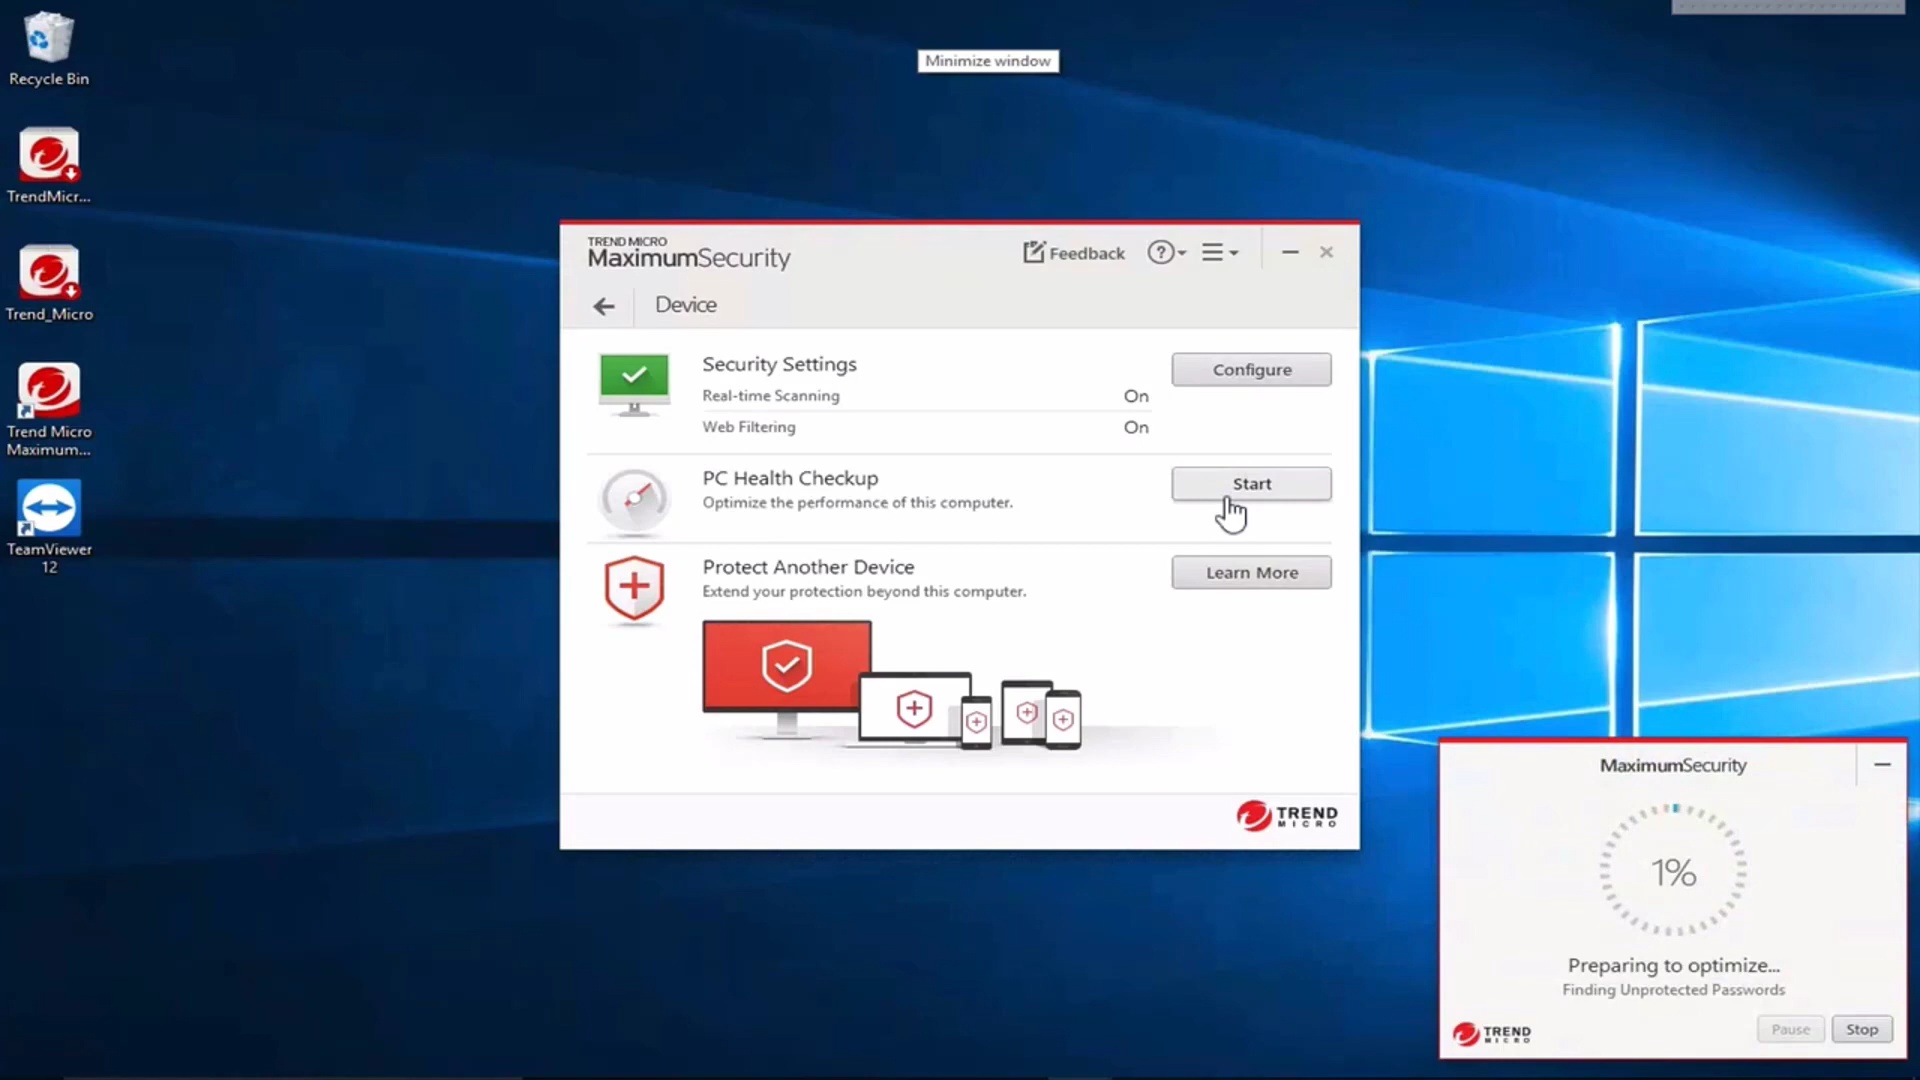 Recycle Bin
TrendMicr...
Trend_Micro
Trend Micro
Maximum...
TeamViewer
12
Minimize window
TREND MICRO
MaximumSecurity
Feedback
?
Device
Security Settings
Configure
Real-time Scanning On
Web Filtering On
PC Health Checkup
Start
Optimize the performance of this computer.
Protect Another Device
Learn More
Extend your protection beyond this computer.
TREND
MICRO
MaximumSecurity
1%
Preparing to optimize...
Finding Unprotected Passwords
TREND
MICRO
Pause
Stop